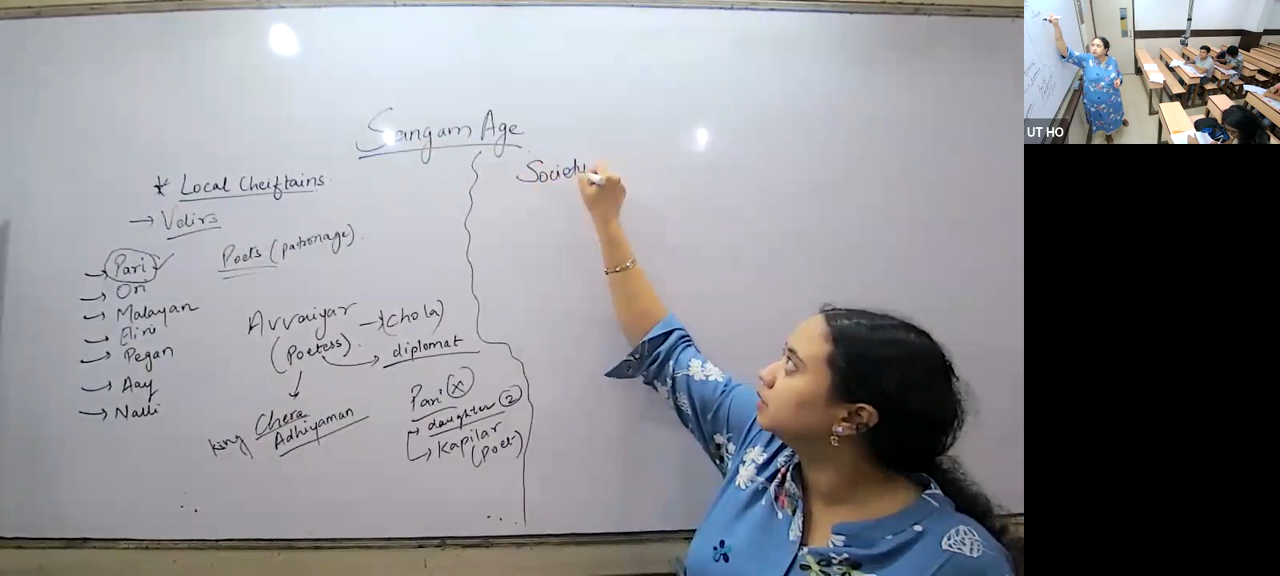 Sangam Age
* Local Cheiftains
→ Velirs
Poets (patronage).
→ Pari ✓
→ Ori
→ Malayan
→ Elini
→ Pegan
→ Aay
→ Nalli
Avvaiyar → (Chola)
(Poetess). → diplomat
King Chera
Adhiyaman
Pari (x)
→ daughter ②
→ Kapilar
(Poet)
Society
UT HO